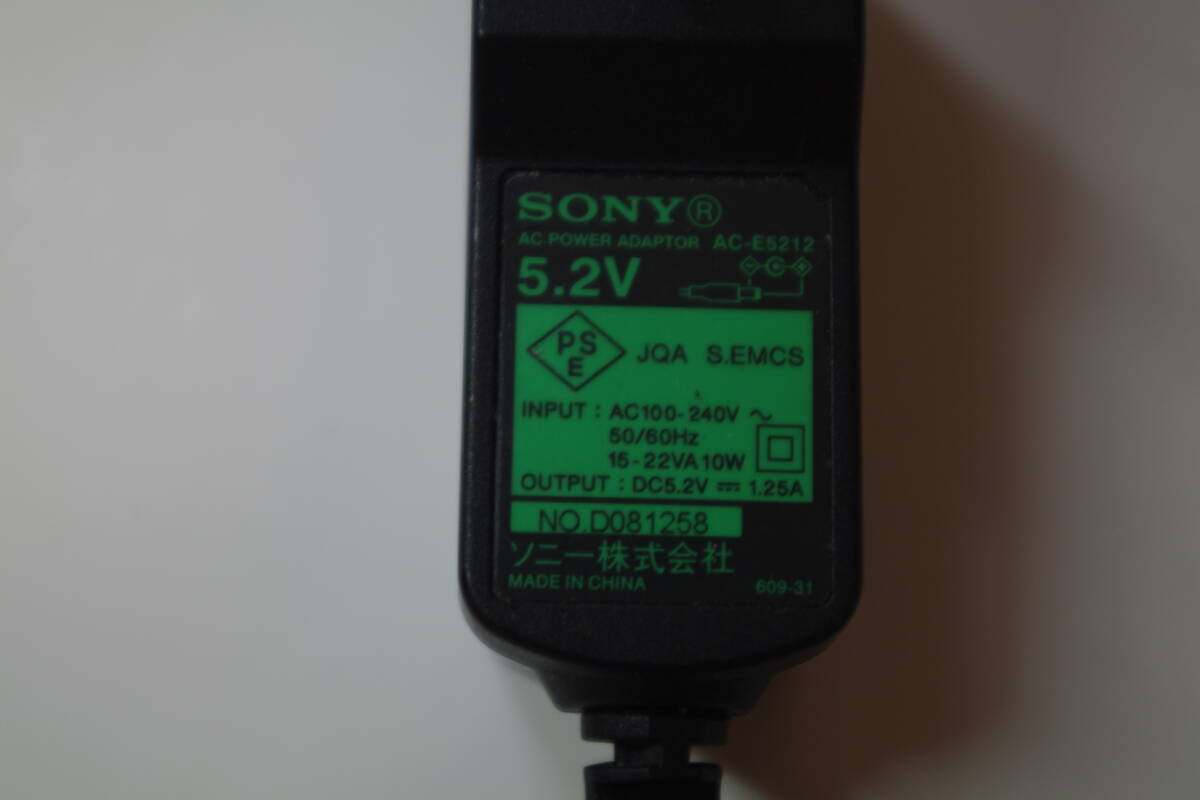 SONY®
AC POWER ADAPTOR AC-E5212
5.2V
PSE JQA S.EMCS
INPUT : AC100-240V ~
50/60Hz
15-22VA 10W
OUTPUT : DC5.2V ⎓ 1.25A
NO.D081258
ソニー株式会社
MADE IN CHINA 609-31